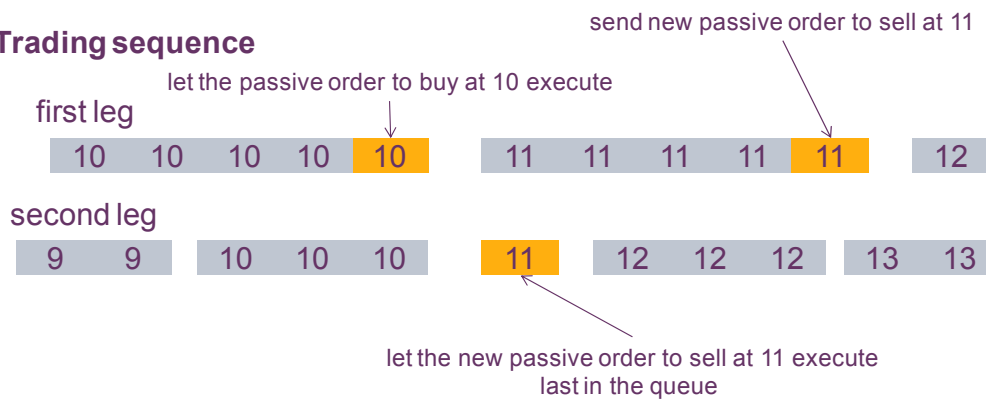 send new passive order to sell at 11
Trading sequence
let the passive order to buy at 10 execute
first leg
10 10 10 10 10 11 11 11 11 11 12
second leg
9 9 10 10 10 11 12 12 12 13 13
let the new passive order to sell at 11 execute
last in the queue